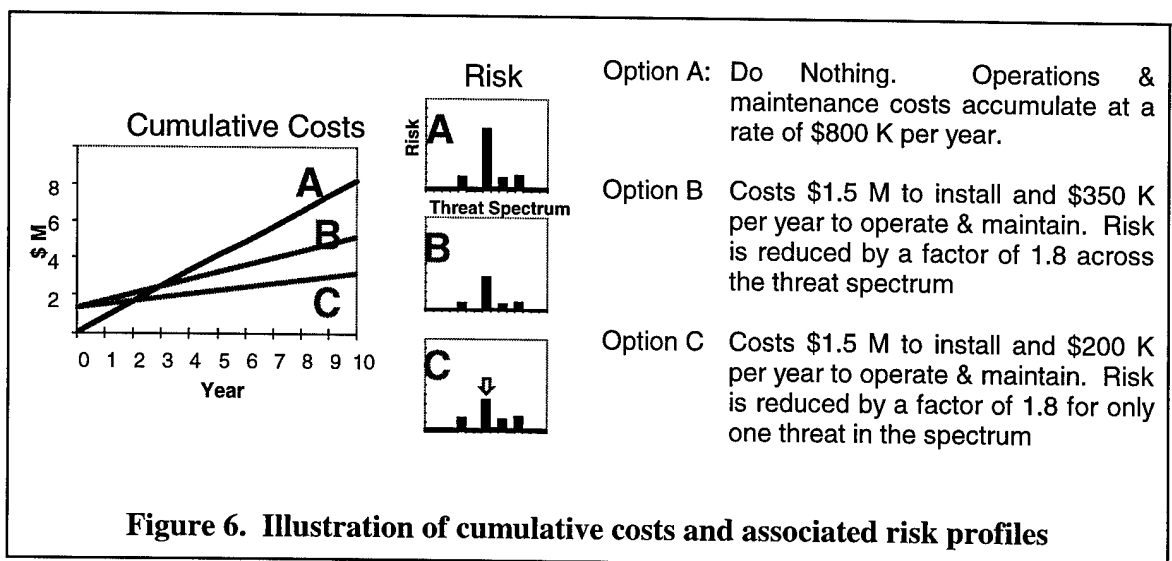 Cumulative Costs
$ M
8
6
4
2
A
B
C
0 1 2 3 4 5 6 7 8 9 10
Year
Risk
Risk
A
Threat Spectrum
B
C
Option A: Do Nothing. Operations &
maintenance costs accumulate at a
rate of $800 K per year.
Option B Costs $1.5 M to install and $350 K
per year to operate & maintain. Risk
is reduced by a factor of 1.8 across
the threat spectrum
Option C Costs $1.5 M to install and $200 K
per year to operate & maintain. Risk
is reduced by a factor of 1.8 for only
one threat in the spectrum
Figure 6. Illustration of cumulative costs and associated risk profiles